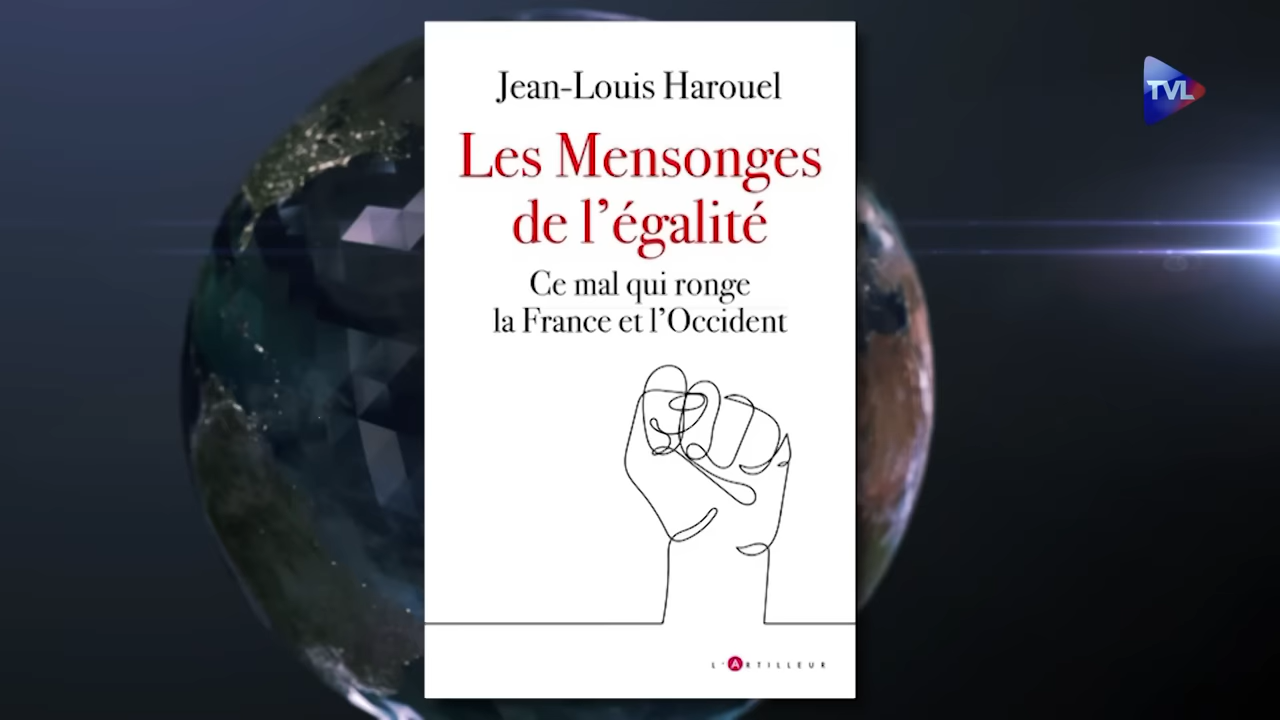 TVL
Jean-Louis Harouel
Les Mensonges
de l'égalité
Ce mal qui ronge
la France et l'Occident
L'ARTILLEUR